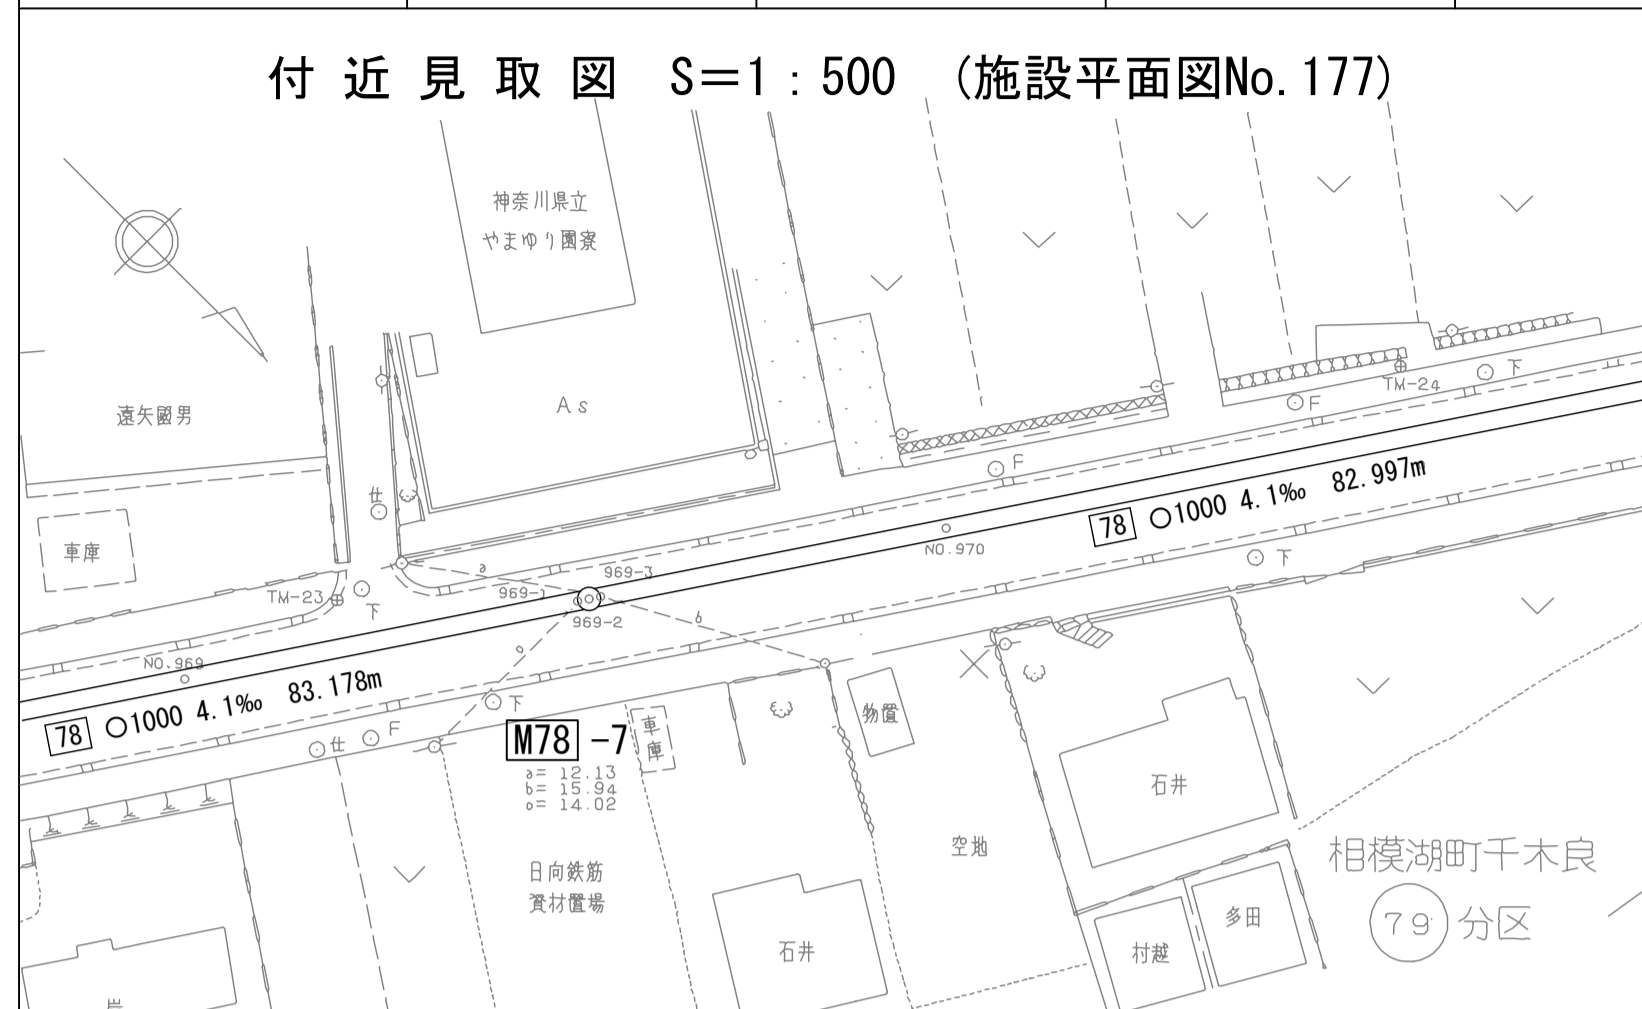 付近見取図 S=1:500 (施設平面図No.177)
神奈川県立
やまゆり園寮
遠矢國男
As
TM-24
下
F
仕
F
78 ○1000 4.1‰ 82.997m
車庫
NO.970
下
a
969-3
969-1
TM-23
下
969-2
b
NO.969
78 ○1000 4.1‰ 83.178m
下
F
仕
M78-7
車庫
物置
a= 12.13
b= 15.94
石井
空地
相模湖町千木良
日向鉄筋
資材置場
79 分区
多田
村越
石井